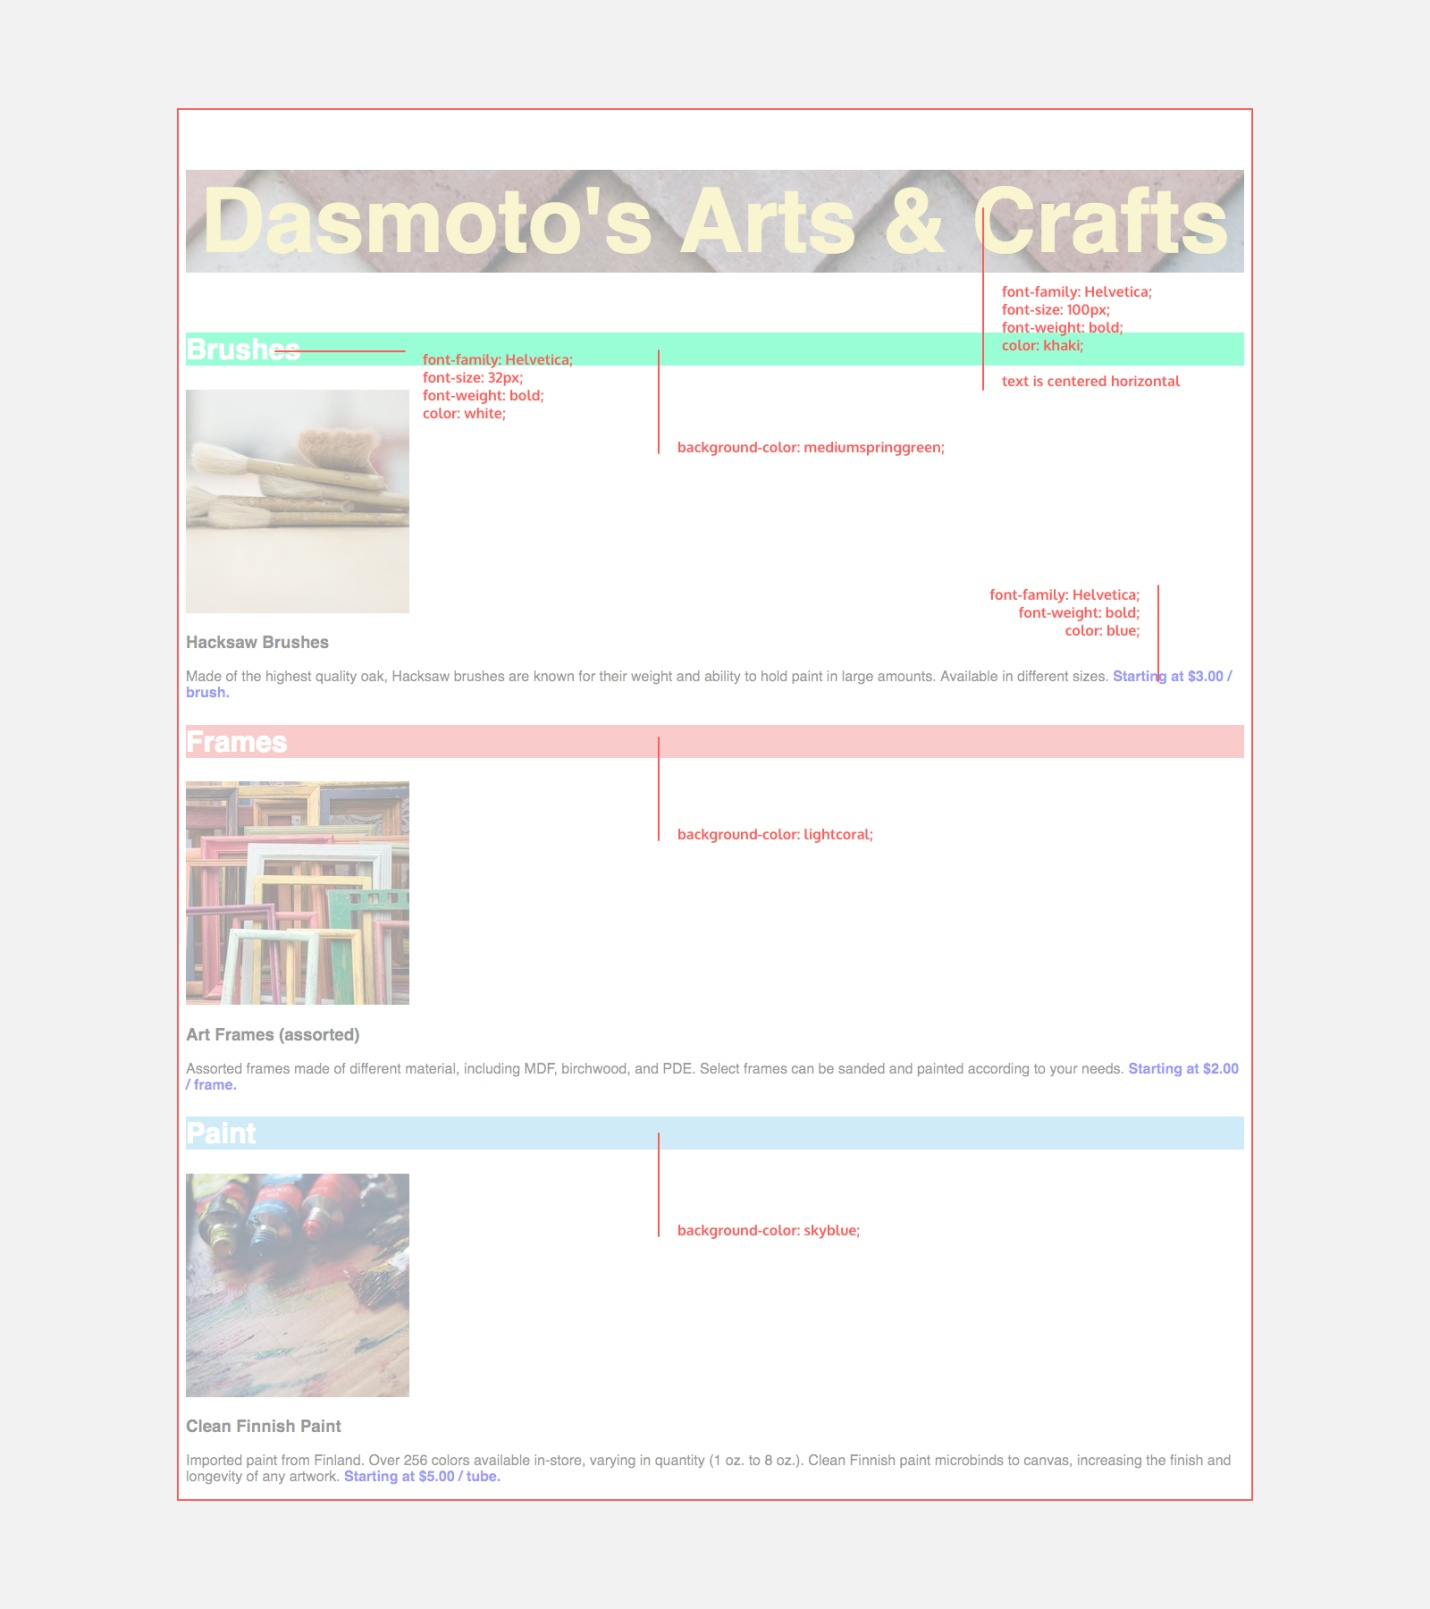 Dasmoto's Arts & Crafts
font-family: Helvetica;
font-size: 100px;
font-weight: bold;
color: khaki;
text is centered horizontal
Brushes
font-family: Helvetica;
font-size: 32px;
font-weight: bold;
color: white;
background-color: mediumspringgreen;
font-family: Helvetica;
font-weight: bold;
color: blue;
Hacksaw Brushes
Made of the highest quality oak, Hacksaw brushes are known for their weight and ability to hold paint in large amounts. Available in different sizes. Starting at $3.00 /
brush.
Frames
background-color: lightcoral;
Art Frames (assorted)
Assorted frames made of different material, including MDF, birchwood, and PDE. Select frames can be sanded and painted according to your needs. Starting at $2.00
/ frame.
Paint
background-color: skyblue;
Clean Finnish Paint
Imported paint from Finland. Over 256 colors available in-store, varying in quantity (1 oz. to 8 oz.). Clean Finnish paint microbinds to canvas, increasing the finish and
longevity of any artwork. Starting at $5.00 / tube.